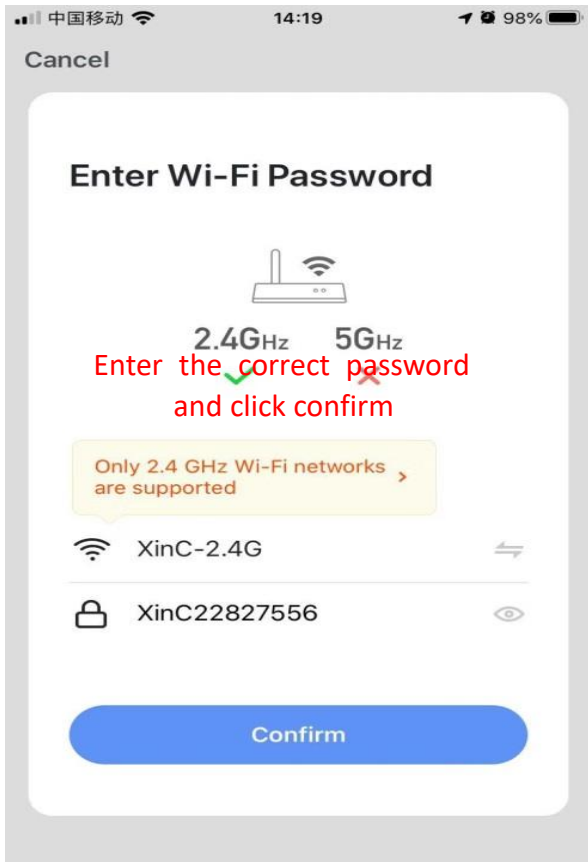 中国移动 14:19 98%
Cancel
Enter Wi-Fi Password
2.4GHz 5GHz
Enter the correct password
and click confirm
Only 2.4 GHz Wi-Fi networks >
are supported
XinC-2.4G
XinC22827556
Confirm